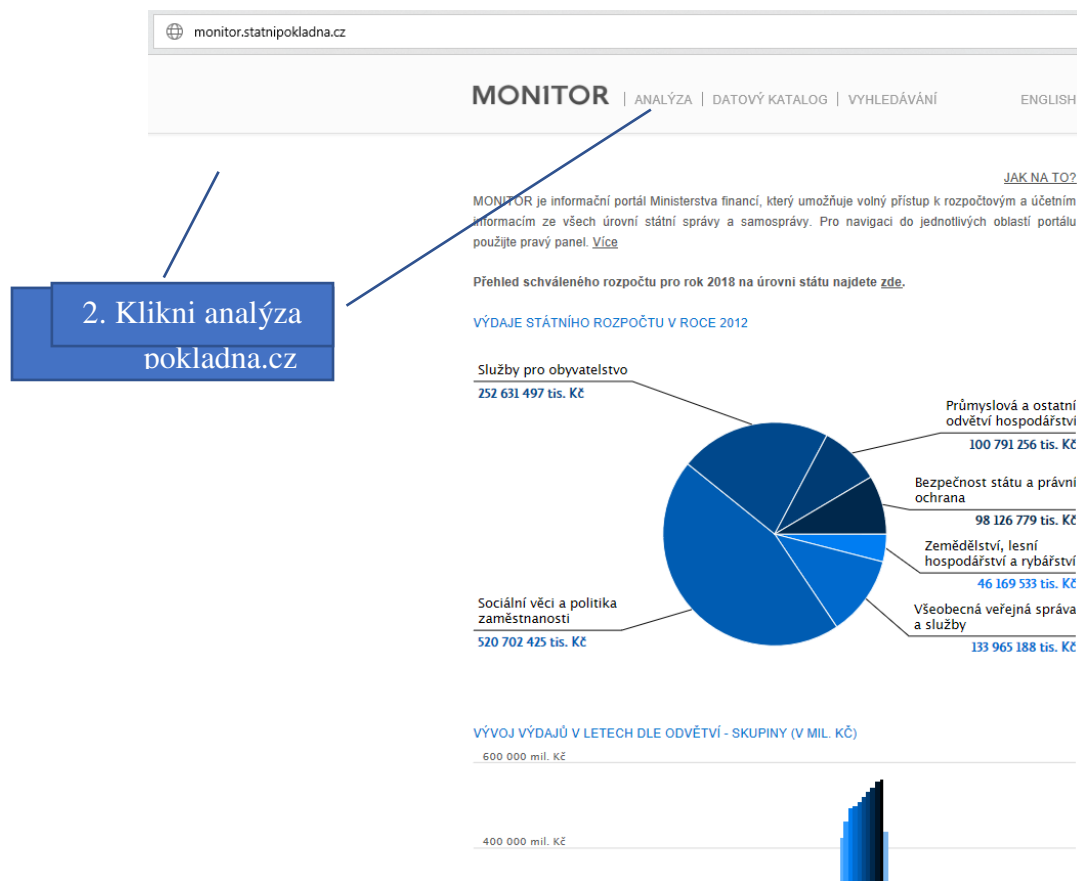 monitor.statnipokladna.cz
MONITOR | ANALÝZA | DATOVÝ KATALOG | VYHLEDÁVÁNÍ ENGLISH
JAK NA TO?
MONITOR je informační portál Ministerstva financí, který umožňuje volný přístup k rozpočtovým a účetním
informacím ze všech úrovní státní správy a samosprávy. Pro navigaci do jednotlivých oblastí portálu
použijte pravý panel. Více
Přehled schváleného rozpočtu pro rok 2018 na úrovni státu najdete zde.
2. Klikni analýza
pokladna.cz
VÝDAJE STÁTNÍHO ROZPOČTU V ROCE 2012
Služby pro obyvatelstvo
252 631 497 tis. Kč
Průmyslová a ostatní
odvětví hospodářství
100 791 256 tis. Kč
Bezpečnost státu a právní
ochrana
98 126 779 tis. Kč
Zemědělství, lesní
hospodářství a rybářství
46 169 533 tis. Kč
Sociální věci a politika
zaměstnanosti
520 702 425 tis. Kč
Všeobecná veřejná správa
a služby
133 965 188 tis. Kč
VÝVOJ VÝDAJŮ V LETECH DLE ODVĚTVÍ - SKUPINY (V MIL. KČ)
600 000 mil. Kč
400 000 mil. Kč